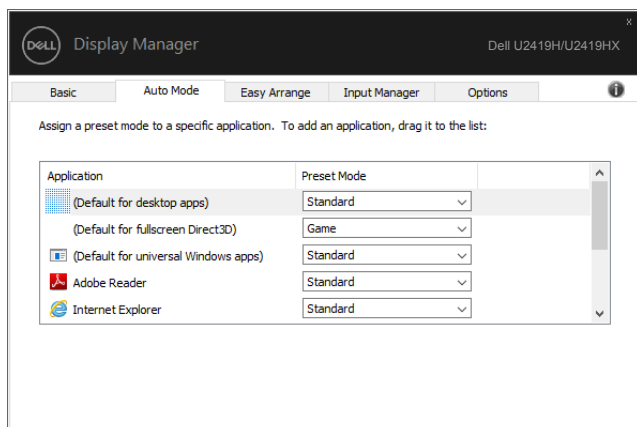 x
DELL Display Manager Dell U2419H/U2419HX
Basic Auto Mode Easy Arrange Input Manager Options
Assign a preset mode to a specific application. To add an application, drag it to the list:
Application Preset Mode
(Default for desktop apps) Standard
(Default for fullscreen Direct3D) Game
(Default for universal Windows apps) Standard
Adobe Reader Standard
Internet Explorer Standard